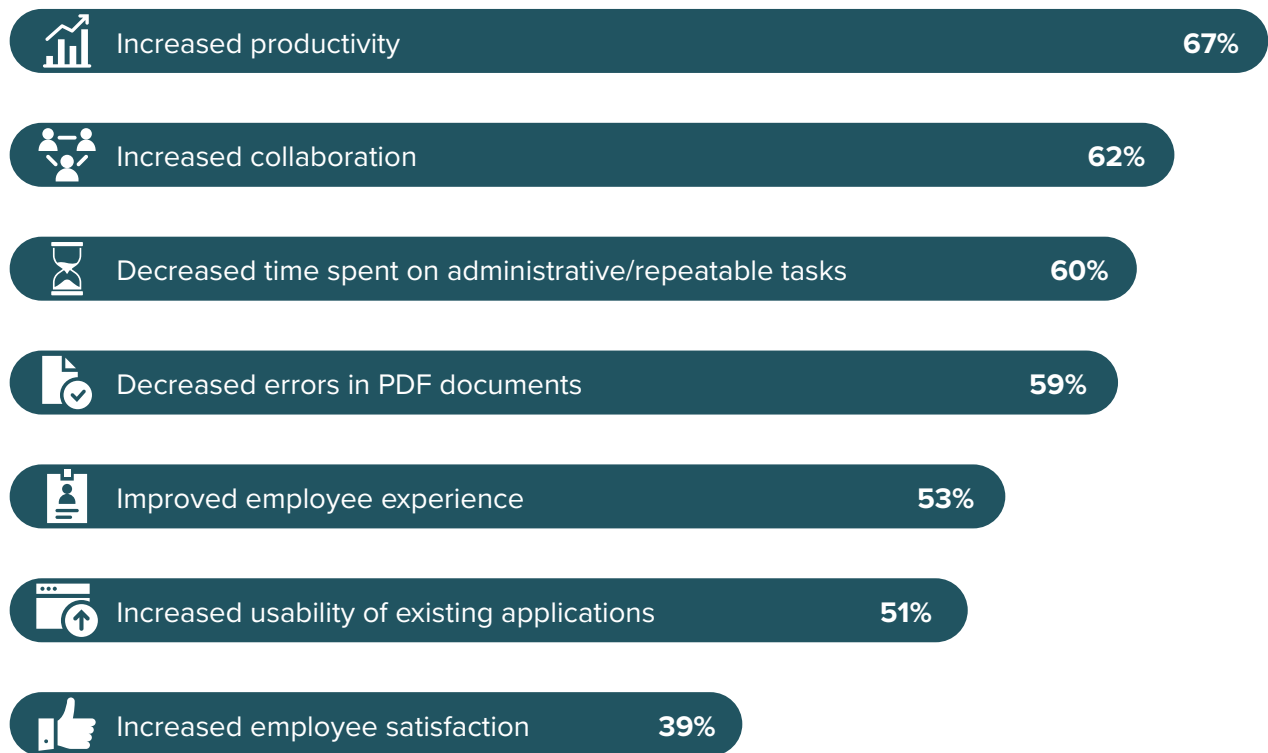 Increased productivity 67%
Increased collaboration 62%
Decreased time spent on administrative/repeatable tasks 60%
Decreased errors in PDF documents 59%
Improved employee experience 53%
Increased usability of existing applications 51%
Increased employee satisfaction 39%